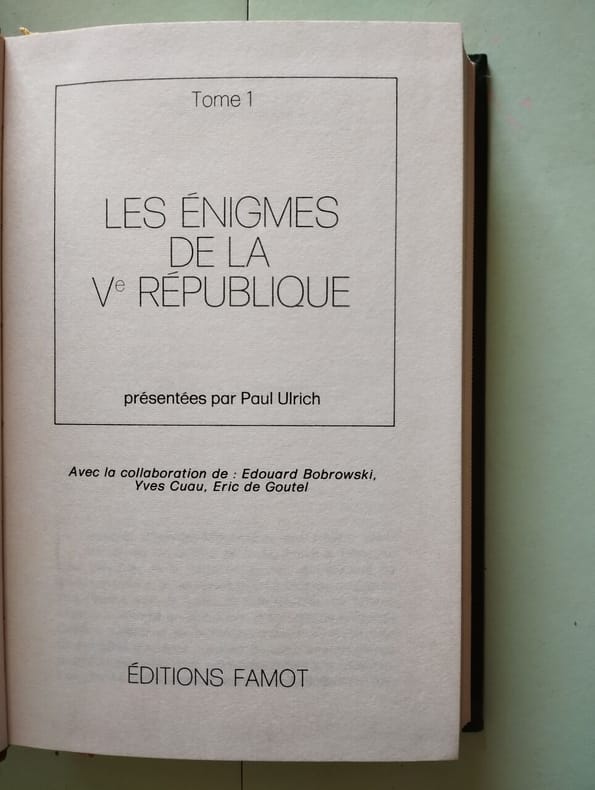 Tome 1
LES ÉNIGMES
DE LA
Ve RÉPUBLIQUE
présentées par Paul Ulrich
Avec la collaboration de : Edouard Bobrowski,
Yves Cuau, Eric de Goutel
ÉDITIONS FAMOT